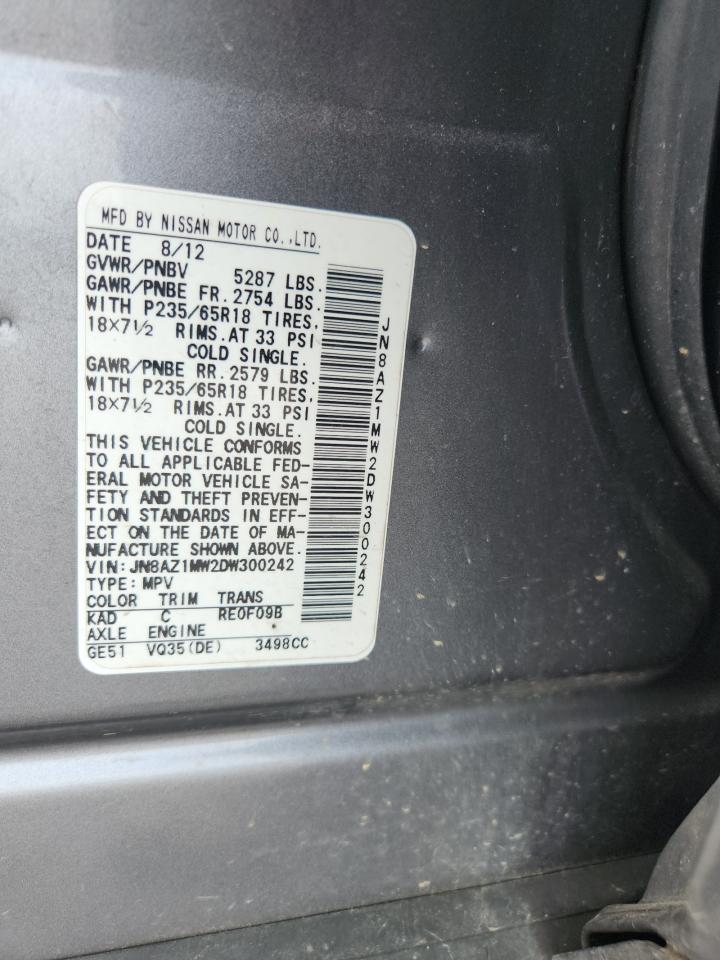 MFD BY NISSAN MOTOR CO.,LTD.
DATE 8/12
GVWR/PNBV 5287 LBS.
GAWR/PNBE FR. 2754 LBS.
WITH P235/65R18 TIRES,
18×7½ RIMS. AT 33 PSI
COLD SINGLE.
GAWR/PNBE RR. 2579 LBS.
WITH P235/65R18 TIRES,
18×7½ RIMS. AT 33 PSI
COLD SINGLE.
THIS VEHICLE CONFORMS
TO ALL APPLICABLE FED-
ERAL MOTOR VEHICLE SA-
FETY AND THEFT PREVEN-
TION STANDARDS IN EFF-
ECT ON THE DATE OF MA-
NUFACTURE SHOWN ABOVE.
VIN: JN8AZ1MW2DW300242
TYPE: MPV
COLOR TRIM TRANS
KAD C RE0F09B
AXLE ENGINE
GE51 VQ35(DE) 3498CC
JN8AZ1MW2DW300242